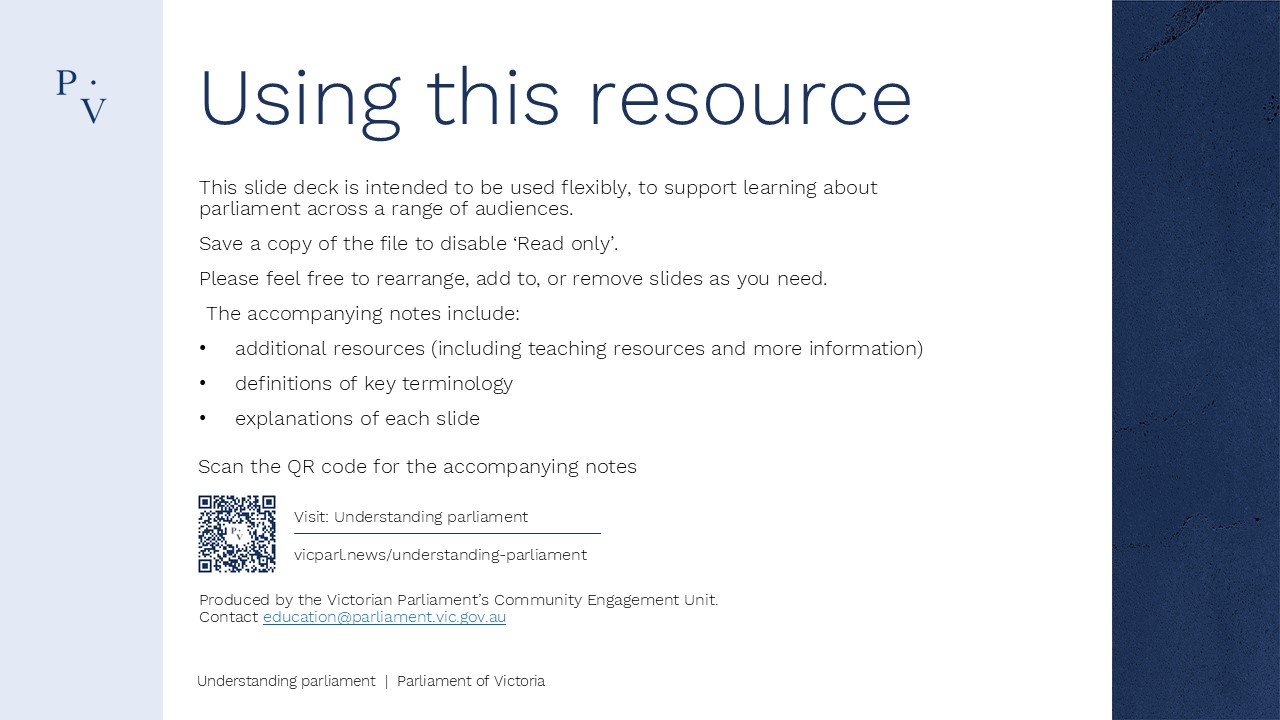 P .
V
Using this resource
This slide deck is intended to be used flexibly, to support learning about
parliament across a range of audiences.
Save a copy of the file to disable ‘Read only’.
Please feel free to rearrange, add to, or remove slides as you need.
The accompanying notes include:
• additional resources (including teaching resources and more information)
• definitions of key terminology
• explanations of each slide
Scan the QR code for the accompanying notes
P.
V
Visit: Understanding parliament
vicparl.news/understanding-parliament
Produced by the Victorian Parliament’s Community Engagement Unit.
Contact education@parliament.vic.gov.au
Understanding parliament | Parliament of Victoria